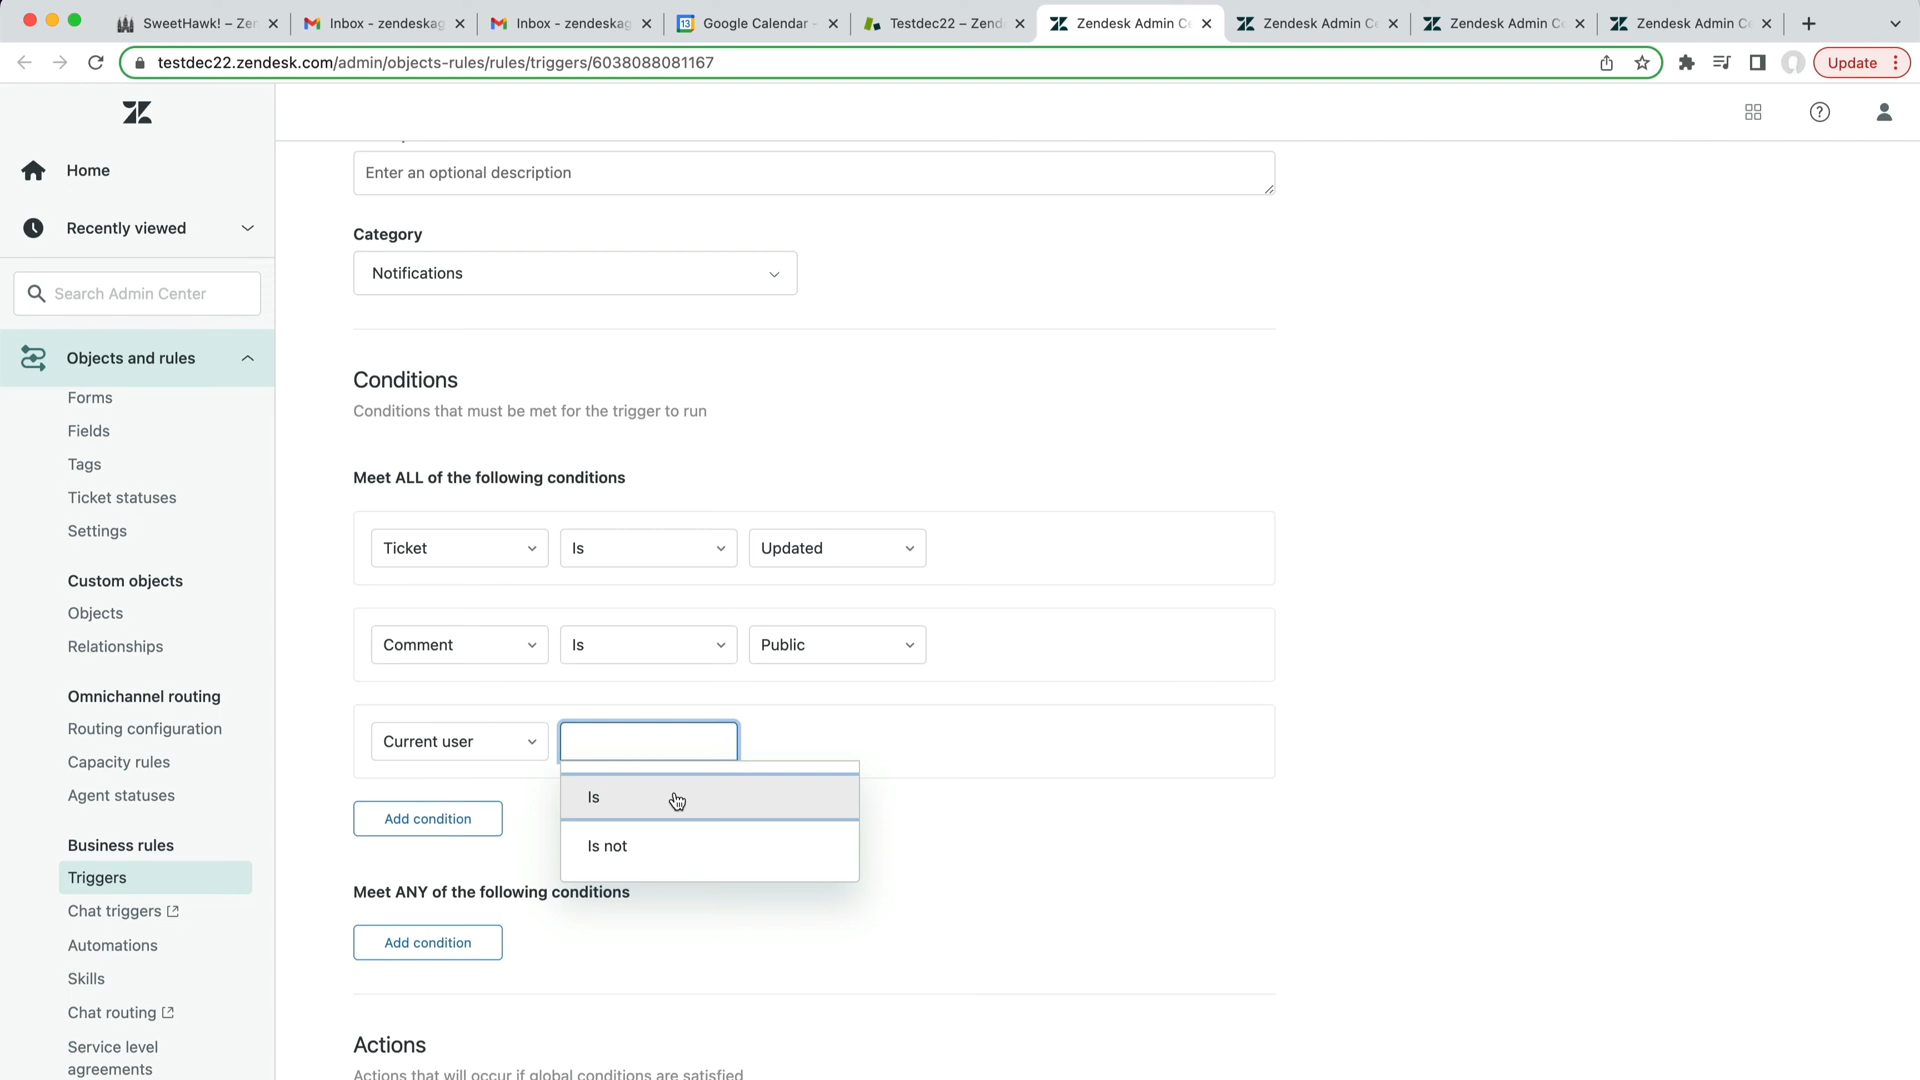 SweetHawk! – Ze
Inbox - zendeskag
Inbox - zendeskag
13
Google Calendar -
Testdec22 – Zend
Zendesk Admin C
Zendesk Admin C
Zendesk Admin C
Zendesk Admin C
testdec22.zendesk.com/admin/objects-rules/rules/triggers/6038088081167
Update
Home
Recently viewed
Search Admin Center
Objects and rules
Forms
Fields
Tags
Ticket statuses
Settings
Custom objects
Objects
Relationships
Omnichannel routing
Routing configuration
Capacity rules
Agent statuses
Business rules
Triggers
Chat triggers
Automations
Skills
Chat routing
Service level
agreements
Enter an optional description
Category
Notifications
Conditions
Conditions that must be met for the trigger to run
Meet ALL of the following conditions
Ticket Is Updated
Comment Is Public
Current user
Is
Is not
Add condition
Meet ANY of the following conditions
Add condition
Actions
Actions that will occur if global conditions are satisfied